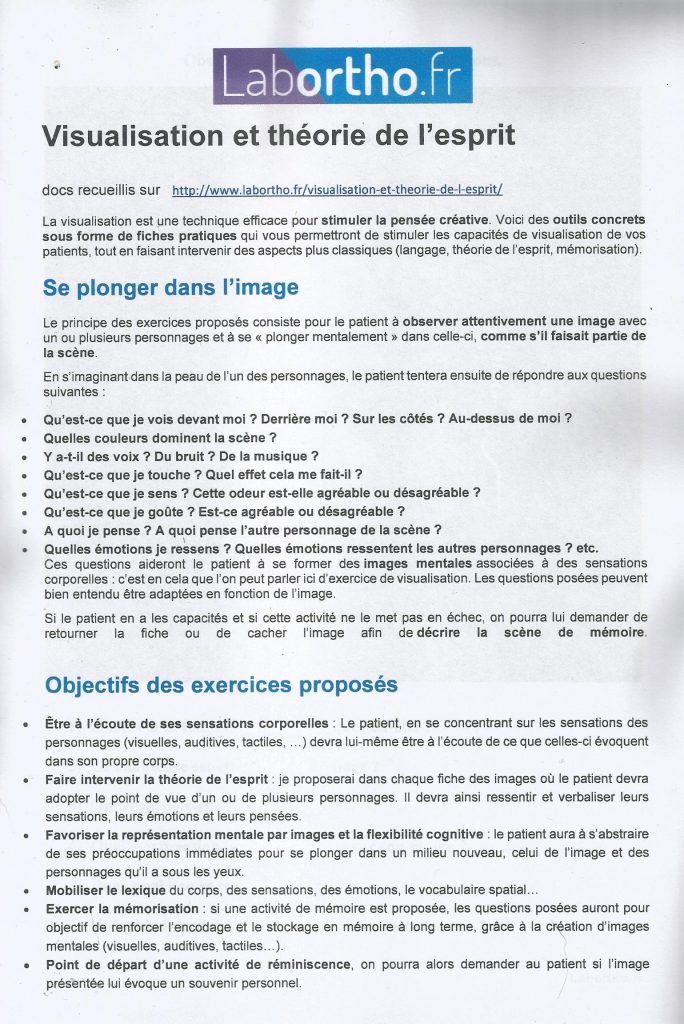 Labortho.fr
Visualisation et théorie de l’esprit
docs recueillis sur http://www.labortho.fr/visualisation-et-theorie-de-l-esprit/
La visualisation est une technique efficace pour stimuler la pensée créative. Voici des outils concrets
sous forme de fiches pratiques qui vous permettront de stimuler les capacités de visualisation de vos
patients, tout en faisant intervenir des aspects plus classiques (langage, théorie de l’esprit, mémorisation).
Se plonger dans l’image
Le principe des exercices proposés consiste pour le patient à observer attentivement une image avec
un ou plusieurs personnages et à se « plonger mentalement » dans celle-ci, comme s’il faisait partie de
la scène.
En s’imaginant dans la peau de l’un des personnages, le patient tentera ensuite de répondre aux questions
suivantes :
• Qu’est-ce que je vois devant moi ? Derrière moi ? Sur les côtés ? Au-dessus de moi ?
• Quelles couleurs dominent la scène ?
• Y a-t-il des voix ? Du bruit ? De la musique ?
• Qu’est-ce que je touche ? Quel effet cela me fait-il ?
• Qu’est-ce que je sens ? Cette odeur est-elle agréable ou désagréable ?
• Qu’est-ce que je goûte ? Est-ce agréable ou désagréable ?
• A quoi je pense ? A quoi pense l’autre personnage de la scène ?
• Quelles émotions je ressens ? Quelles émotions ressentent les autres personnages ? etc.
Ces questions aideront le patient à se former des images mentales associées à des sensations
corporelles : c’est en cela que l’on peut parler ici d’exercice de visualisation. Les questions posées peuvent
bien entendu être adaptées en fonction de l’image.
Si le patient en a les capacités et si cette activité ne le met pas en échec, on pourra lui demander de
retourner la fiche ou de cacher l’image afin de décrire la scène de mémoire.
Objectifs des exercices proposés
• Être à l’écoute de ses sensations corporelles : Le patient, en se concentrant sur les sensations des
personnages (visuelles, auditives, tactiles, …) devra lui-même être à l’écoute de ce que celles-ci évoquent
dans son propre corps.
• Faire intervenir la théorie de l’esprit : je proposerai dans chaque fiche des images où le patient devra
adopter le point de vue d’un ou de plusieurs personnages. Il devra ainsi ressentir et verbaliser leurs
sensations, leurs émotions et leurs pensées.
• Favoriser la représentation mentale par images et la flexibilité cognitive : le patient aura à s’abstraire
de ses préoccupations immédiates pour se plonger dans un milieu nouveau, celui de l’image et des
personnages qu’il a sous les yeux.
• Mobiliser le lexique du corps, des sensations, des émotions, le vocabulaire spatial…
• Exercer la mémorisation : si une activité de mémoire est proposée, les questions posées auront pour
objectif de renforcer l’encodage et le stockage en mémoire à long terme, grâce à la création d’images
mentales (visuelles, auditives, tactiles…).
• Point de départ d’une activité de réminiscence, on pourra alors demander au patient si l’image
présentée lui évoque un souvenir personnel.